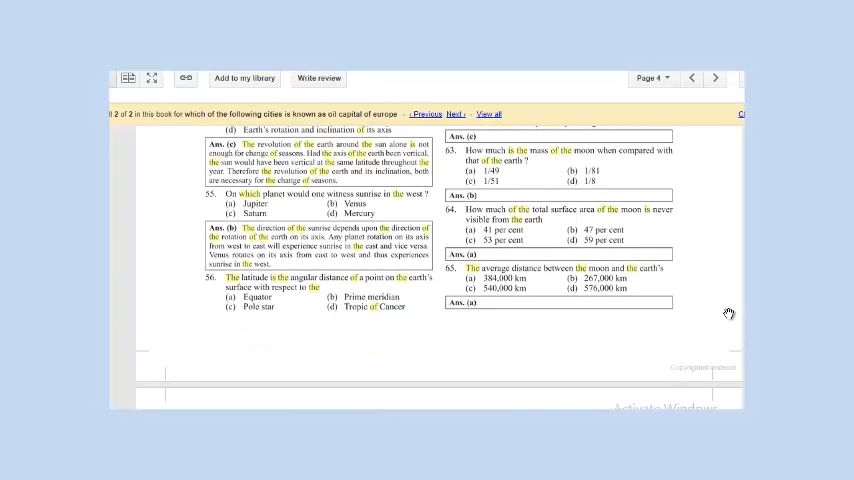 Add to my library
Write review
Page 4
2 of 2 in this book for which of the following cities is known as oil capital of europe
‹ Previous Next › View all
(d) Earth's rotation and inclination of its axis
Ans. (c) The revolution of the earth around the sun alone is not
enough for change of seasons. Had the axis of the earth been vertical,
the sun would have been vertical at the same latitude throughout the
year. Therefore the revolution of the earth and its inclination, both
are necessary for the change of seasons.
55. On which planet would one witness sunrise in the west ?
(a) Jupiter (b) Venus
(c) Saturn (d) Mercury
Ans. (b) The direction of the sunrise depends upon the direction of
the rotation of the earth on its axis. Any planet rotation on its axis
from west to east will experience sunrise in the east and vice versa.
Venus rotates on its axis from east to west and thus experiences
sunrise in the west.
56. The latitude is the angular distance of a point on the earth's
surface with respect to the
(a) Equator (b) Prime meridian
(c) Pole star (d) Tropic of Cancer
Ans. (c)
63. How much is the mass of the moon when compared with
that of the earth ?
(a) 1/49 (b) 1/81
(c) 1/51 (d) 1/8
Ans. (b)
64. How much of the total surface area of the moon is never
visible from the earth
(a) 41 per cent (b) 47 per cent
(c) 53 per cent (d) 59 per cent
Ans. (a)
65. The average distance between the moon and the earth's
(a) 384,000 km (b) 267,000 km
(c) 540,000 km (d) 576,000 km
Ans. (a)
Copyrighted material
Activate Windows